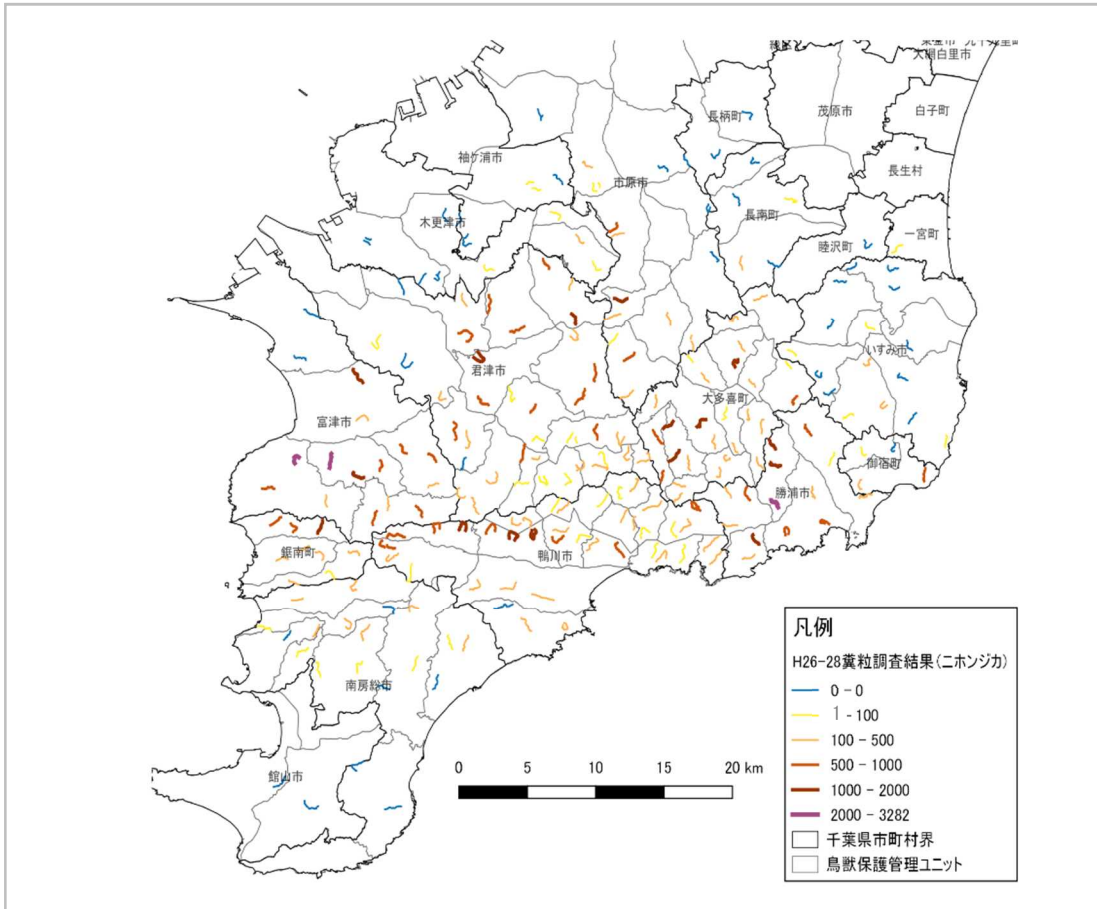 大網白里市
長柄町
茂原市
白子町
袖ケ浦市
市原市
長生村
木更津市
長南町
睦沢町
一宮町
いすみ市
君津市
大多喜町
富津市
御宿町
勝浦市
鋸南町
鴨川市
南房総市
館山市
0 5 10 15 20 km
凡例
H26-28糞粒調査結果(ニホンジカ)
0 - 0
1 - 100
100 - 500
500 - 1000
1000 - 2000
2000 - 3282
千葉県市町村界
鳥獣保護管理ユニット